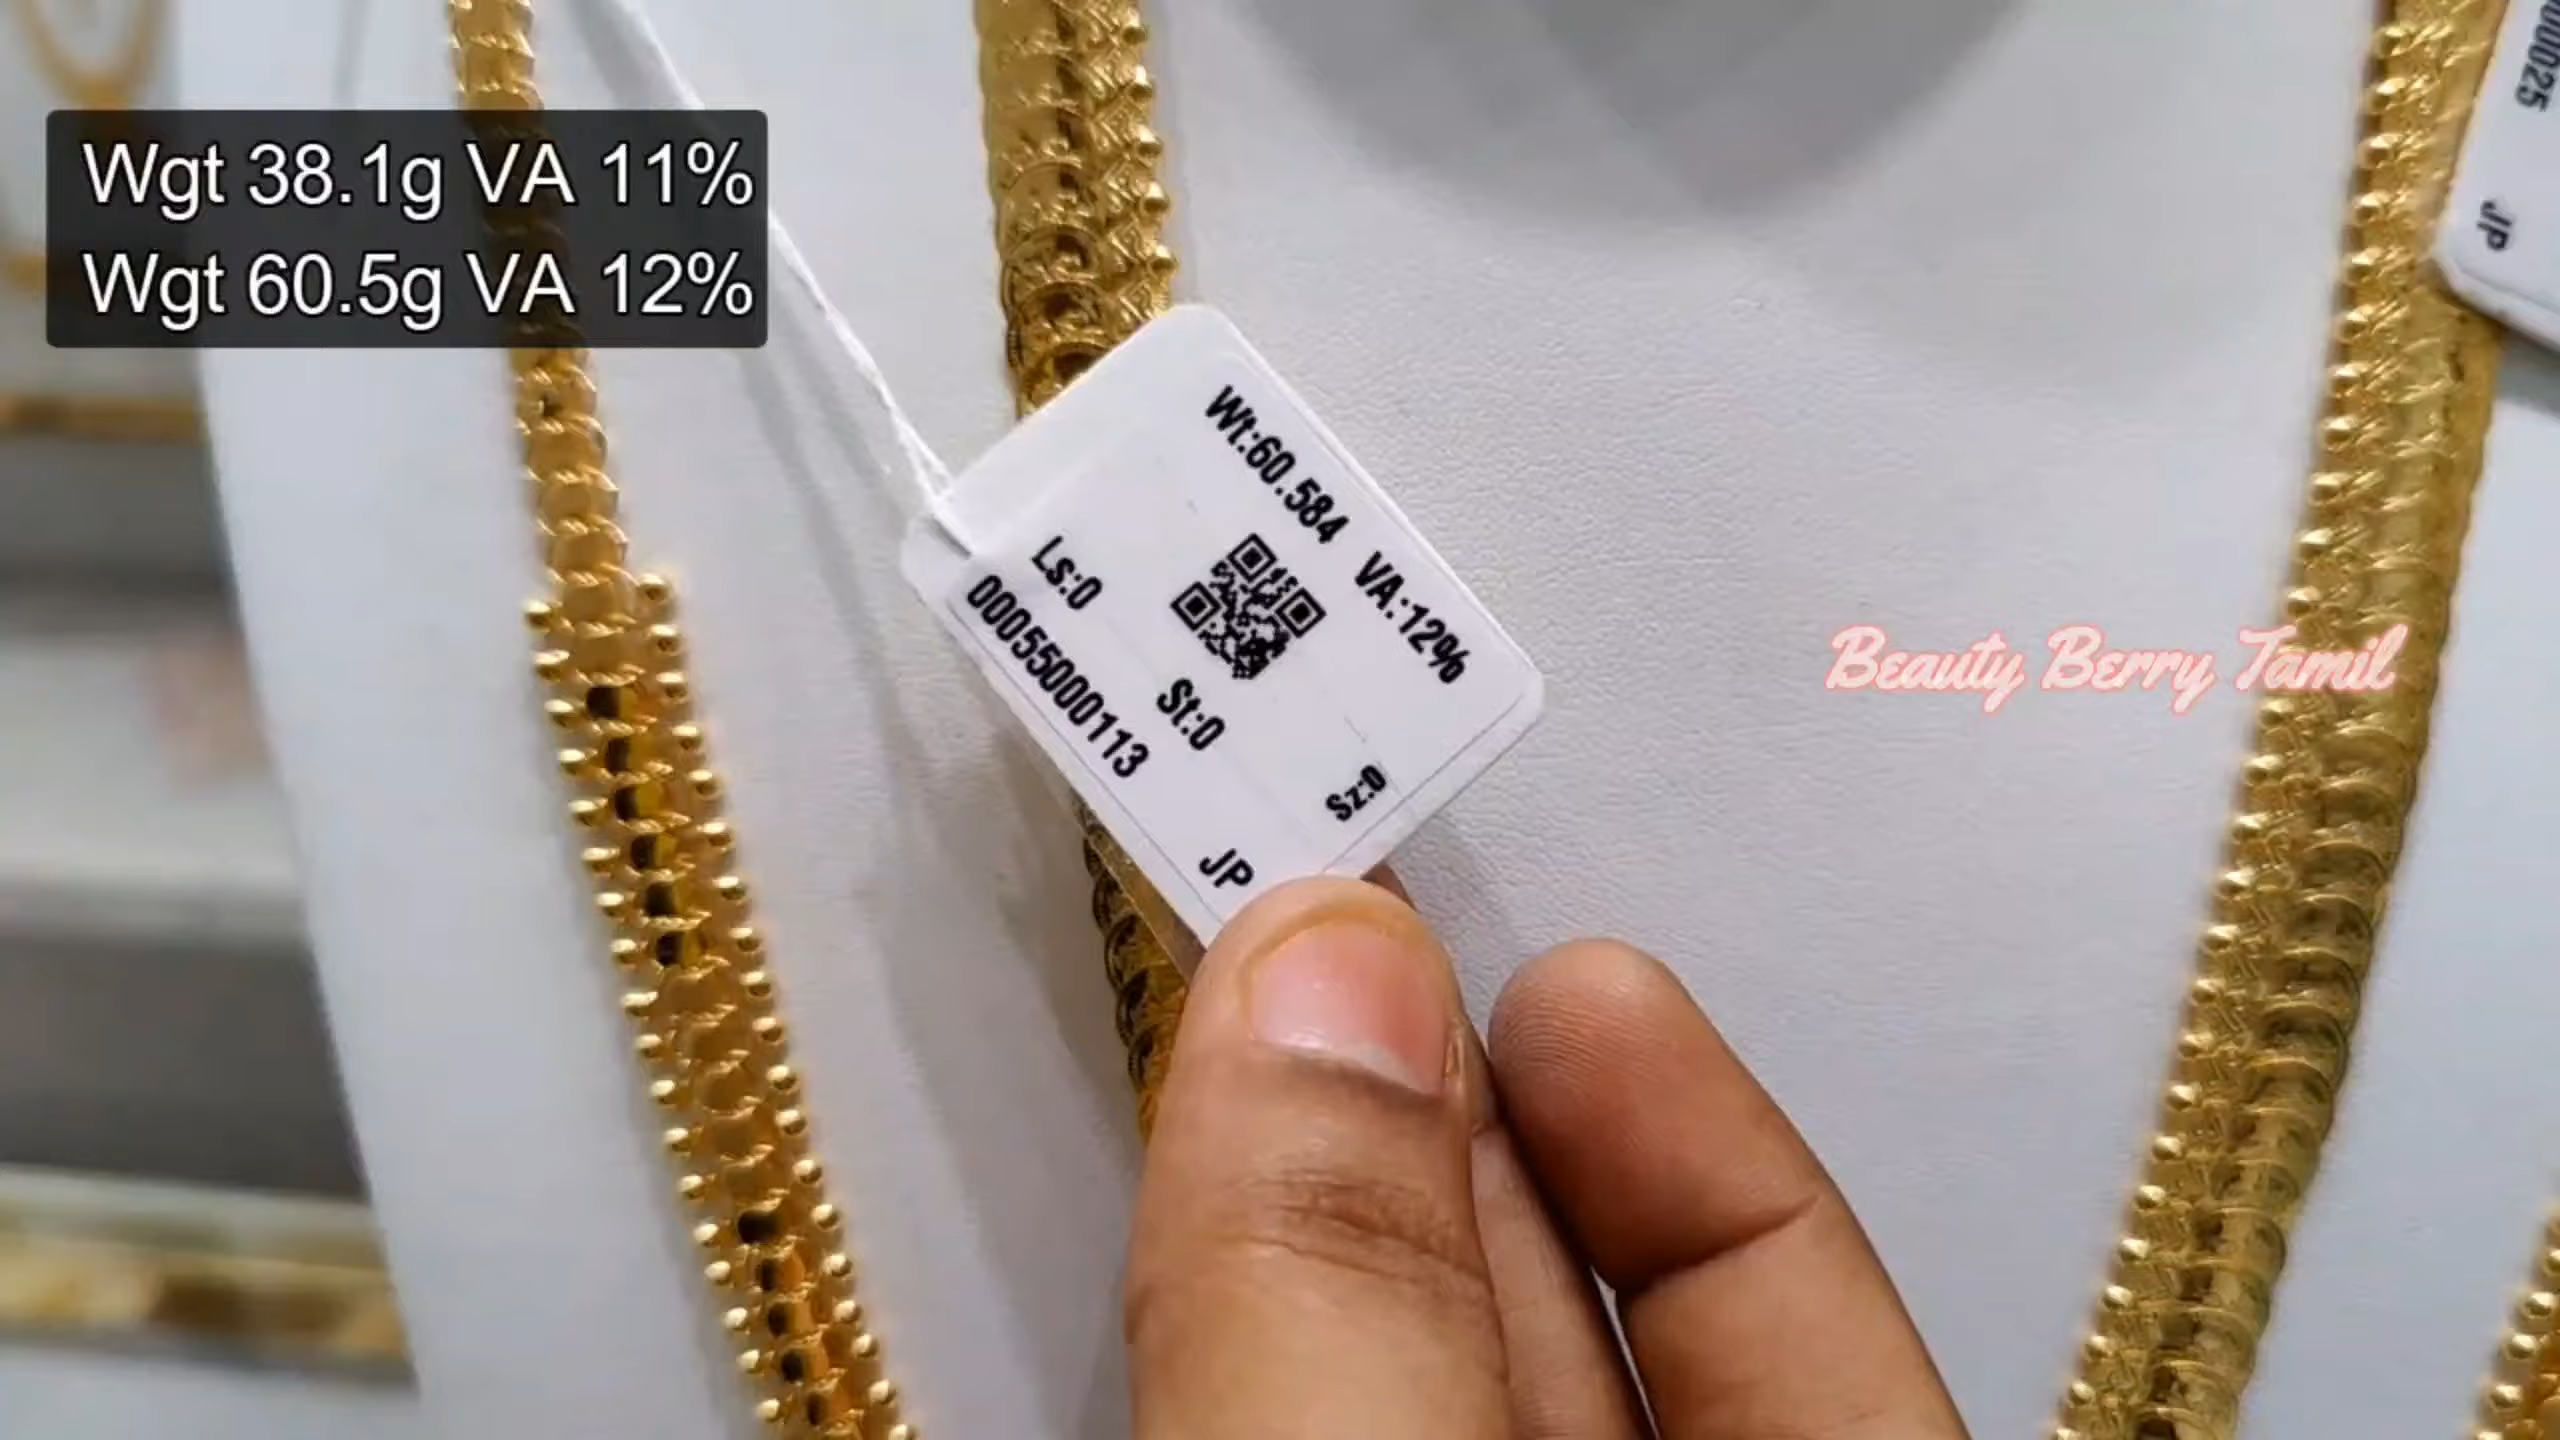 Wgt 38.1g VA 11%
Wgt 60.5g VA 12%
Wt:60.584 VA:12%
Ls:0
St:0
Sz:0
000550000113
JP
Beauty Berry Tamil
JP